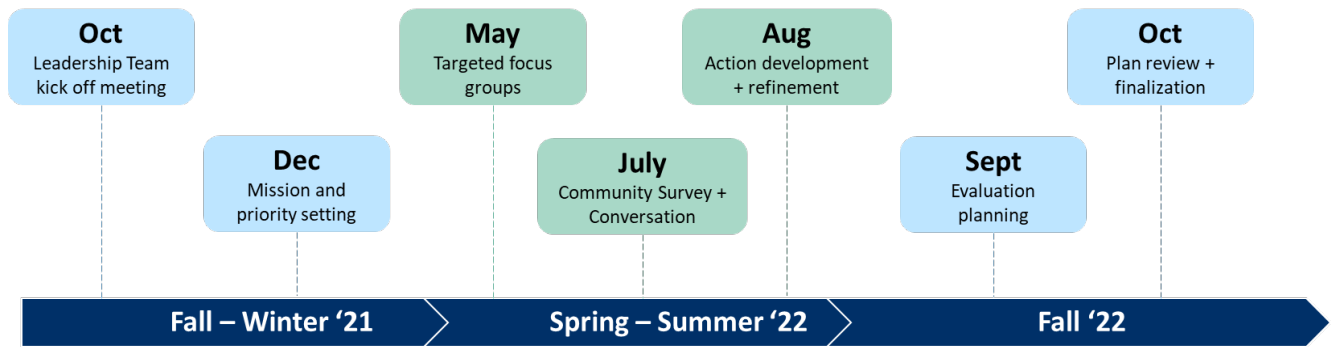 Oct
Leadership Team
kick off meeting
Dec
Mission and
priority setting
May
Targeted focus
groups
July
Community Survey +
Conversation
Aug
Action development
+ refinement
Sept
Evaluation
planning
Oct
Plan review +
finalization
Fall – Winter ‘21
Spring – Summer ‘22
Fall ‘22